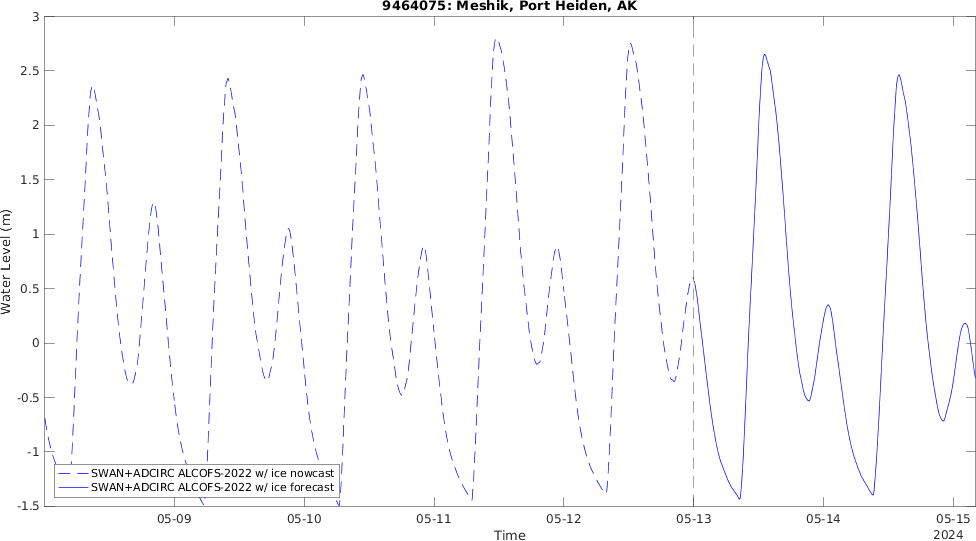 9464075: Meshik, Port Heiden, AK
3
2.5
2
1.5
1
0.5
0
-0.5
-1
-1.5
Water Level (m)
SWAN+ADCIRC ALCOFS-2022 w/ ice nowcast
SWAN+ADCIRC ALCOFS-2022 w/ ice forecast
05-09 05-10 05-11 05-12 05-13 05-14 05-15
Time
2024